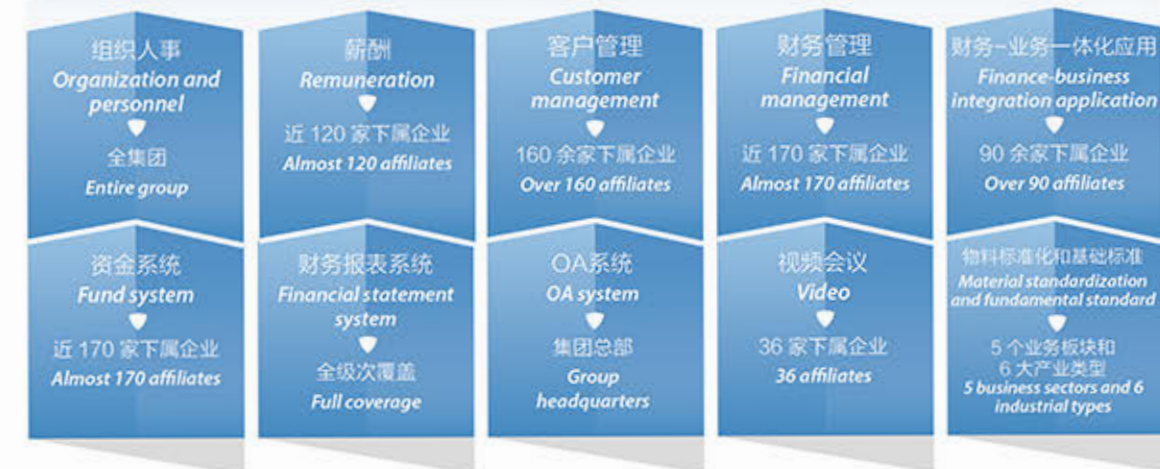 组织人事
Organization and
personnel
全集团
Entire group
薪酬
Remuneration
近 120 家下属企业
Almost 120 affiliates
客户管理
Customer
management
160 余家下属企业
Over 160 affiliates
财务管理
Financial
management
近 170 家下属企业
Almost 170 affiliates
财务-业务一体化应用
Finance-business
integration application
90 余家下属企业
Over 90 affiliates
资金系统
Fund system
近 170 家下属企业
Almost 170 affiliates
财务报表系统
Financial statement
system
全级次覆盖
Full coverage
OA系统
OA system
集团总部
Group
headquarters
视频会议
Video
36 家下属企业
36 affiliates
物料标准化和基础标准
Material standardization
and fundamental standard
5 个业务板块和
6 大产业类型
5 business sectors and 6
industrial types